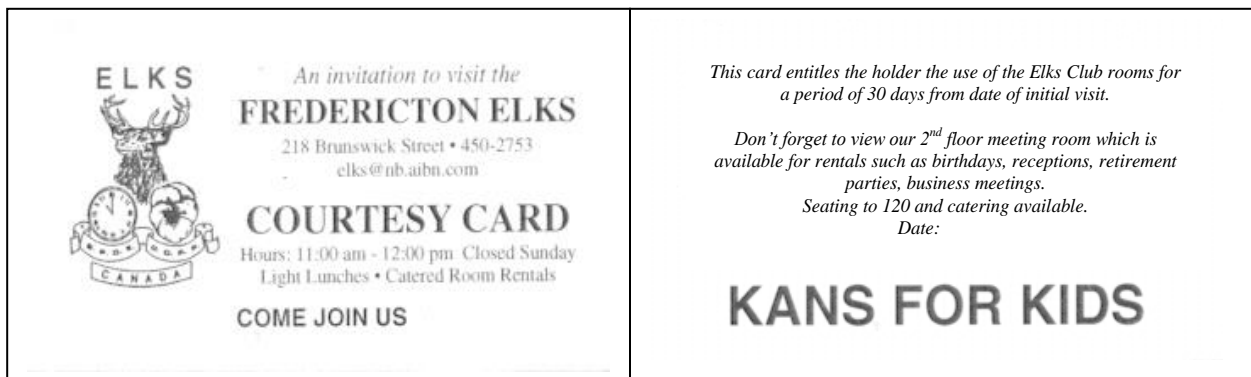 ELKS
An invitation to visit the
FREDERICTON ELKS
218 Brunswick Street • 450-2753
elks@nb.aibn.com
COURTESY CARD
Hours: 11:00 am - 12:00 pm Closed Sunday
Light Lunches • Catered Room Rentals
CANADA
COME JOIN US
This card entitles the holder the use of the Elks Club rooms for
a period of 30 days from date of initial visit.
Don't forget to view our 2nd floor meeting room which is
available for rentals such as birthdays, receptions, retirement
parties, business meetings.
Seating to 120 and catering available.
Date:
KANS FOR KIDS